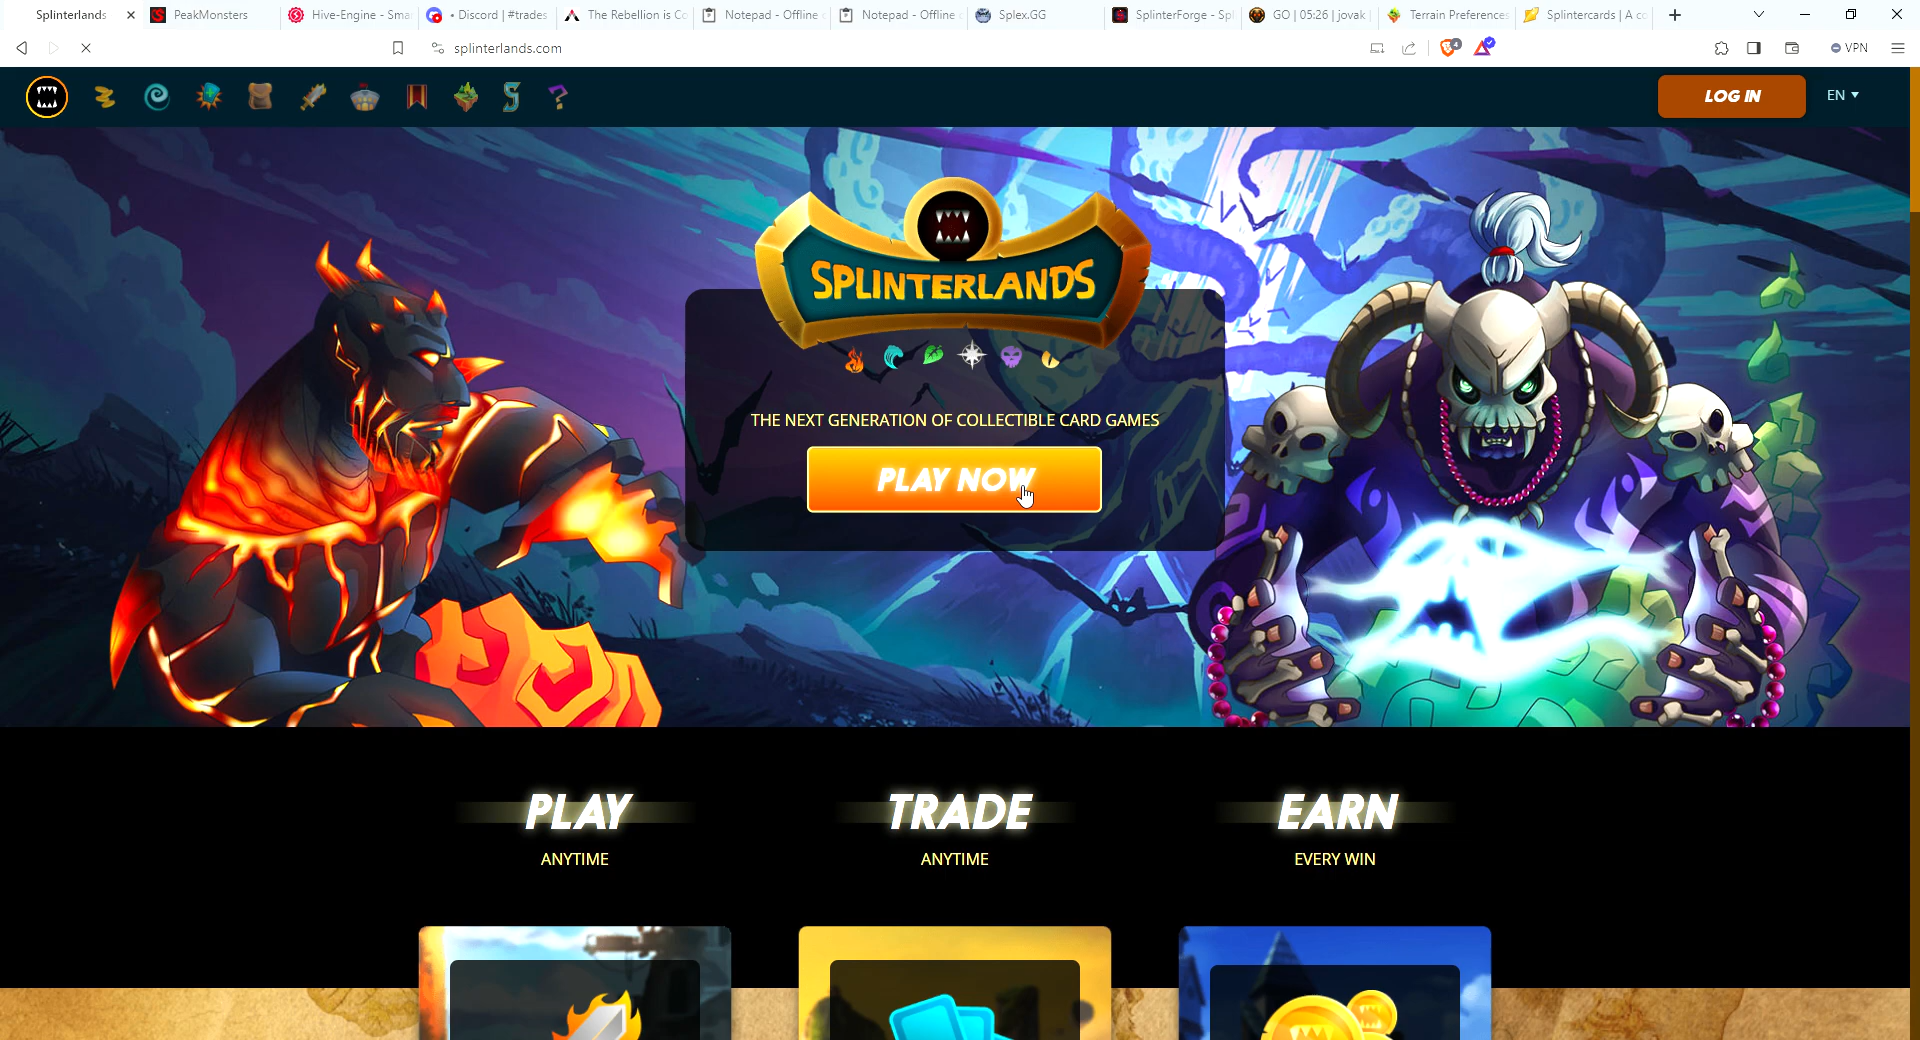 Splinterlands
PeakMonsters
Hive-Engine - Sma
• Discord | #trades
The Rebellion is Co
Notepad - Offline
Notepad - Offline
Splex.GG
SplinterForge - Spl
GO | 05:26 | jovak
Terrain Preferences
Splintercards | A co
splinterlands.com
4
VPN
LOG IN
EN
SPLINTERLANDS
THE NEXT GENERATION OF COLLECTIBLE CARD GAMES
PLAY NOW
PLAY
TRADE
EARN
ANYTIME
ANYTIME
EVERY WIN